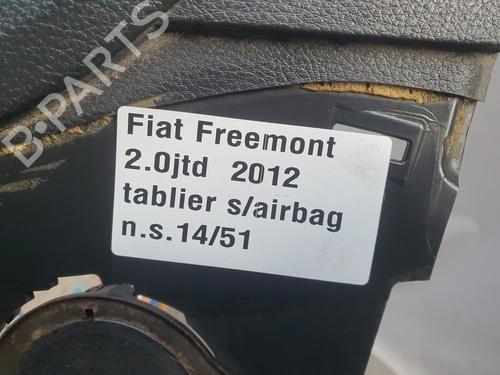 B-PARTS
Fiat Freemont
2.0jtd 2012
tablier s/airbag
n.s.14/51